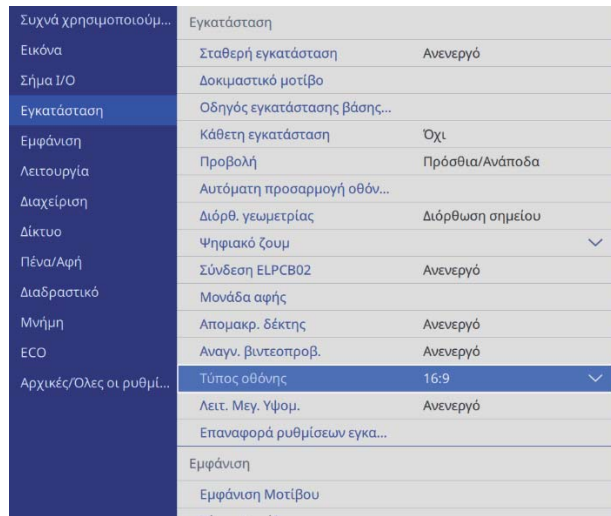 Συχνά χρησιμοποιούμ...
Εικόνα
Σήμα I/O
Εγκατάσταση
Εμφάνιση
Λειτουργία
Διαχείριση
Δίκτυο
Πένα/Αφή
Διαδραστικό
Μνήμη
ECO
Αρχικές/Όλες οι ρυθμί...
Εγκατάσταση
Σταθερή εγκατάσταση Ανενεργό
Δοκιμαστικό μοτίβο
Οδηγός εγκατάστασης βάσης...
Κάθετη εγκατάσταση Όχι
Προβολή Πρόσθια/Ανάποδα
Αυτόματη προσαρμογή οθόν...
Διόρθ. γεωμετρίας Διόρθωση σημείου
Ψηφιακό ζουμ
Σύνδεση ELPCB02 Ανενεργό
Μονάδα αφής
Απομακρ. δέκτης Ανενεργό
Αναγν. βιντεοπροβ. Ανενεργό
Τύπος οθόνης 16:9
Λειτ. Μεγ. Υψομ. Ανενεργό
Επαναφορά ρυθμίσεων εγκα...
Εμφάνιση
Εμφάνιση Μοτίβου